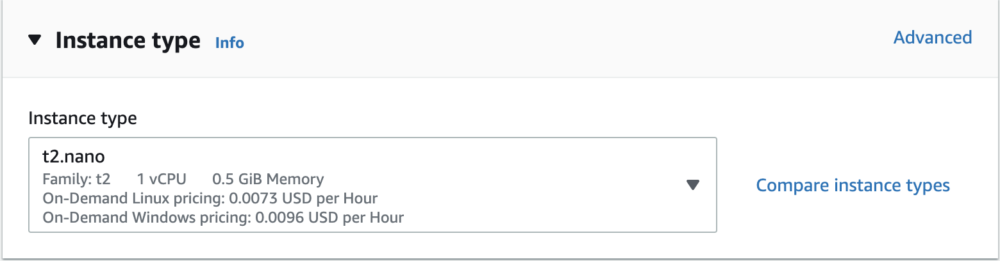 Instance type Info
Advanced
Instance type
t2.nano
Family: t2 1 vCPU 0.5 GiB Memory
On-Demand Linux pricing: 0.0073 USD per Hour
On-Demand Windows pricing: 0.0096 USD per Hour
Compare instance types